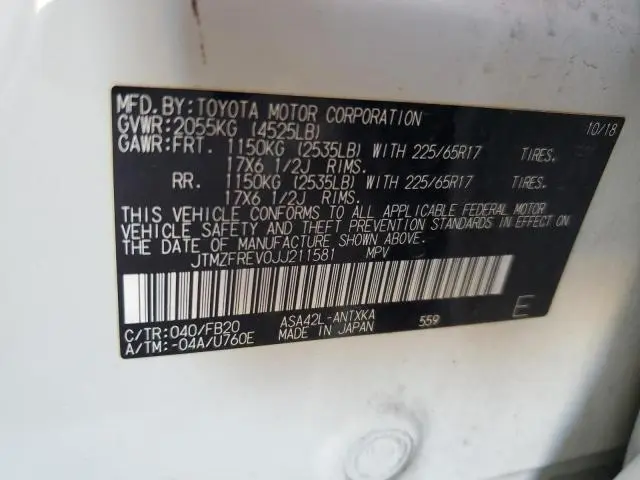 MFD.BY:TOYOTA MOTOR CORPORATION 10/18
GVWR:2055KG (4525LB)
GAWR:FRT. 1150KG (2535LB) WITH 225/65R17 TIRES.
17X6 1/2J RIMS.
RR. 1150KG (2535LB) WITH 225/65R17 TIRES.
17X6 1/2J RIMS.
THIS VEHICLE CONFORMS TO ALL APPLICABLE FEDERAL MOTOR
VEHICLE SAFETY AND THEFT PREVENTION STANDARDS IN EFFECT ON
THE DATE OF MANUFACTURE SHOWN ABOVE.
JTMZFREV0JJ211581 MPV
C/TR:040/FB20 ASA42L-ANTXKA 559 E
A/TM:-04A/U760E MADE IN JAPAN